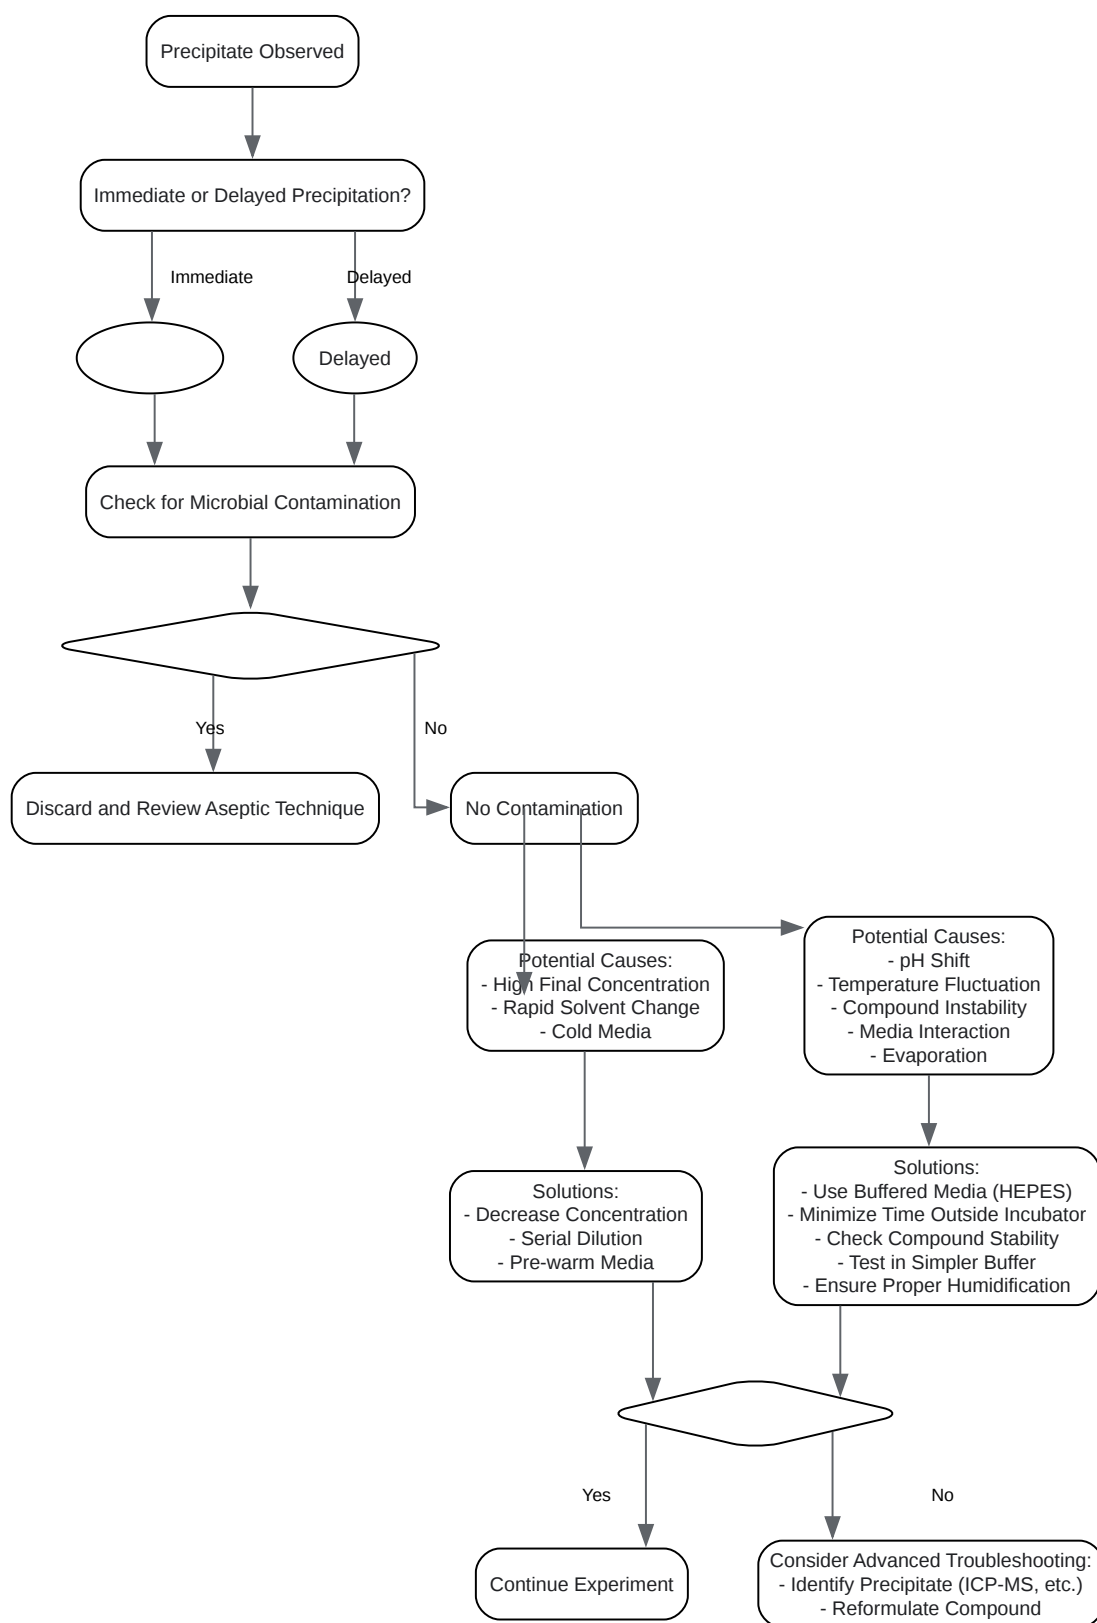 Precipitate Observed
Immediate or Delayed Precipitation?
Immediate
Delayed
Delayed
Check for Microbial Contamination
Yes
No
Discard and Review Aseptic Technique
No Contamination
Potential Causes:
- High Final Concentration
- Rapid Solvent Change
- Cold Media
Potential Causes:
- pH Shift
- Temperature Fluctuation
- Compound Instability
- Media Interaction
- Evaporation
Solutions:
- Decrease Concentration
- Serial Dilution
- Pre-warm Media
Solutions:
- Use Buffered Media (HEPES)
- Minimize Time Outside Incubator
- Check Compound Stability
- Test in Simpler Buffer
- Ensure Proper Humidification
Yes
No
Continue Experiment
Consider Advanced Troubleshooting:
- Identify Precipitate (ICP-MS, etc.)
- Reformulate Compound